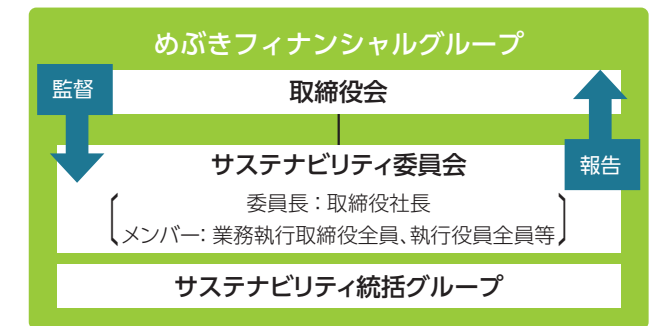 めぶきフィナンシャルグループ
監督
取締役会
サステナビリティ委員会
報告
委員長：取締役社長
メンバー：業務執行取締役全員、執行役員全員等
サステナビリティ統括グループ